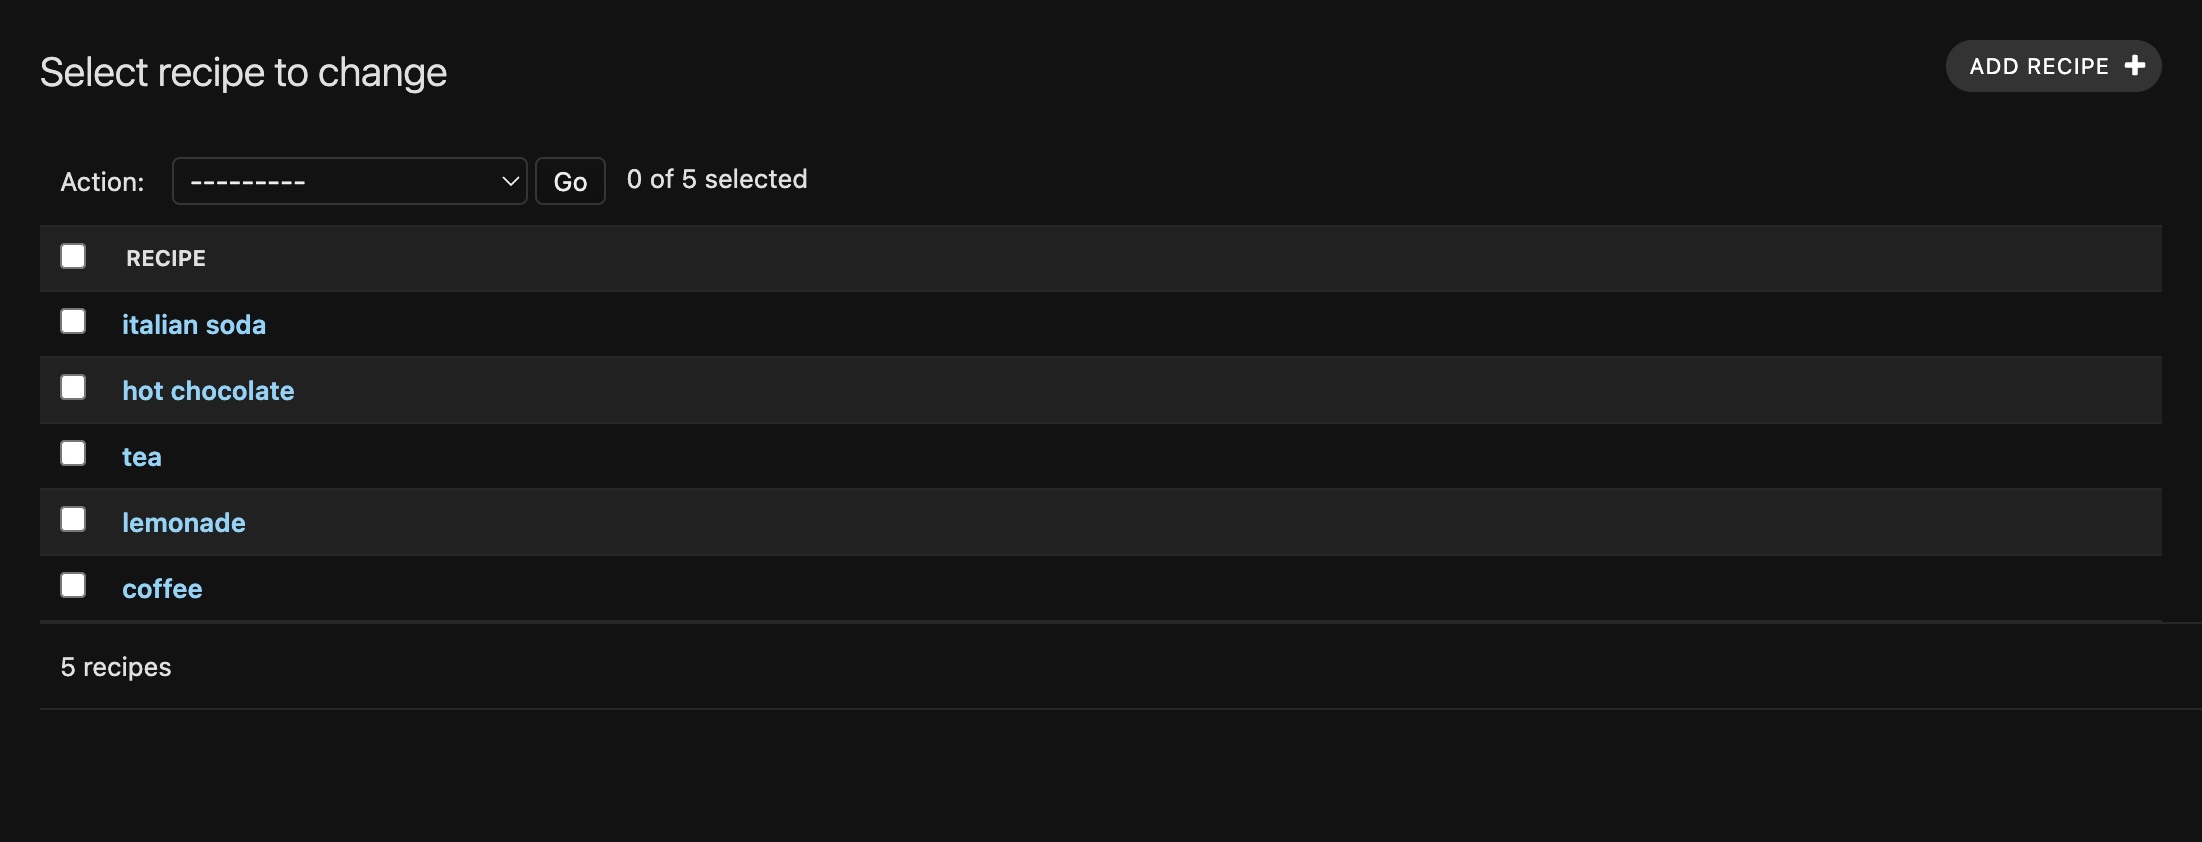 Select recipe to change
ADD RECIPE +
Action: --------- Go 0 of 5 selected
RECIPE
italian soda
hot chocolate
tea
lemonade
coffee
5 recipes